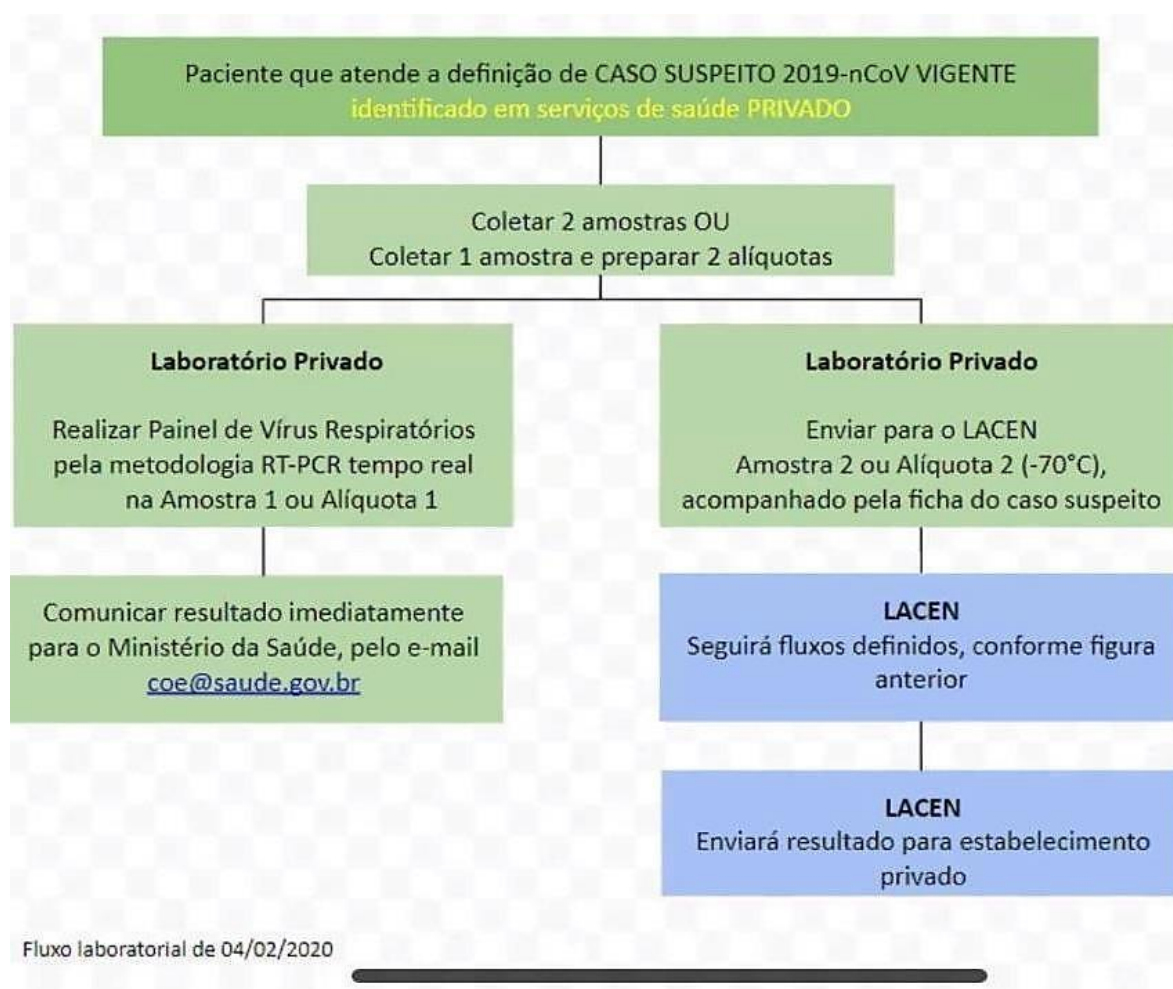 Paciente que atende a definição de CASO SUSPEITO 2019-nCoV VIGENTE
identificado em serviços de saúde PRIVADO
Coletar 2 amostras OU
Coletar 1 amostra e preparar 2 alíquotas
Laboratório Privado
Realizar Painel de Vírus Respiratórios
pela metodologia RT-PCR tempo real
na Amostra 1 ou Alíquota 1
Comunicar resultado imediatamente
para o Ministério da Saúde, pelo e-mail
coe@saude.gov.br
Laboratório Privado
Enviar para o LACEN
Amostra 2 ou Alíquota 2 (-70°C),
acompanhado pela ficha do caso suspeito
LACEN
Seguirá fluxos definidos, conforme figura
anterior
LACEN
Enviará resultado para estabelecimento
privado
Fluxo laboratorial de 04/02/2020